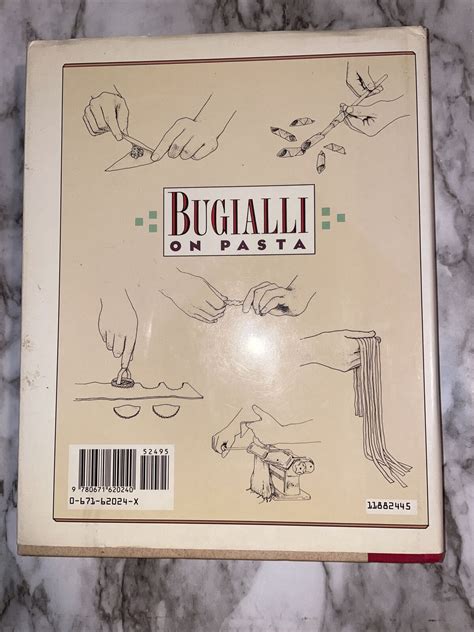 BUGIALLI
ON PASTA
52495
9 780671 620240
0-671-62024-X
11882445